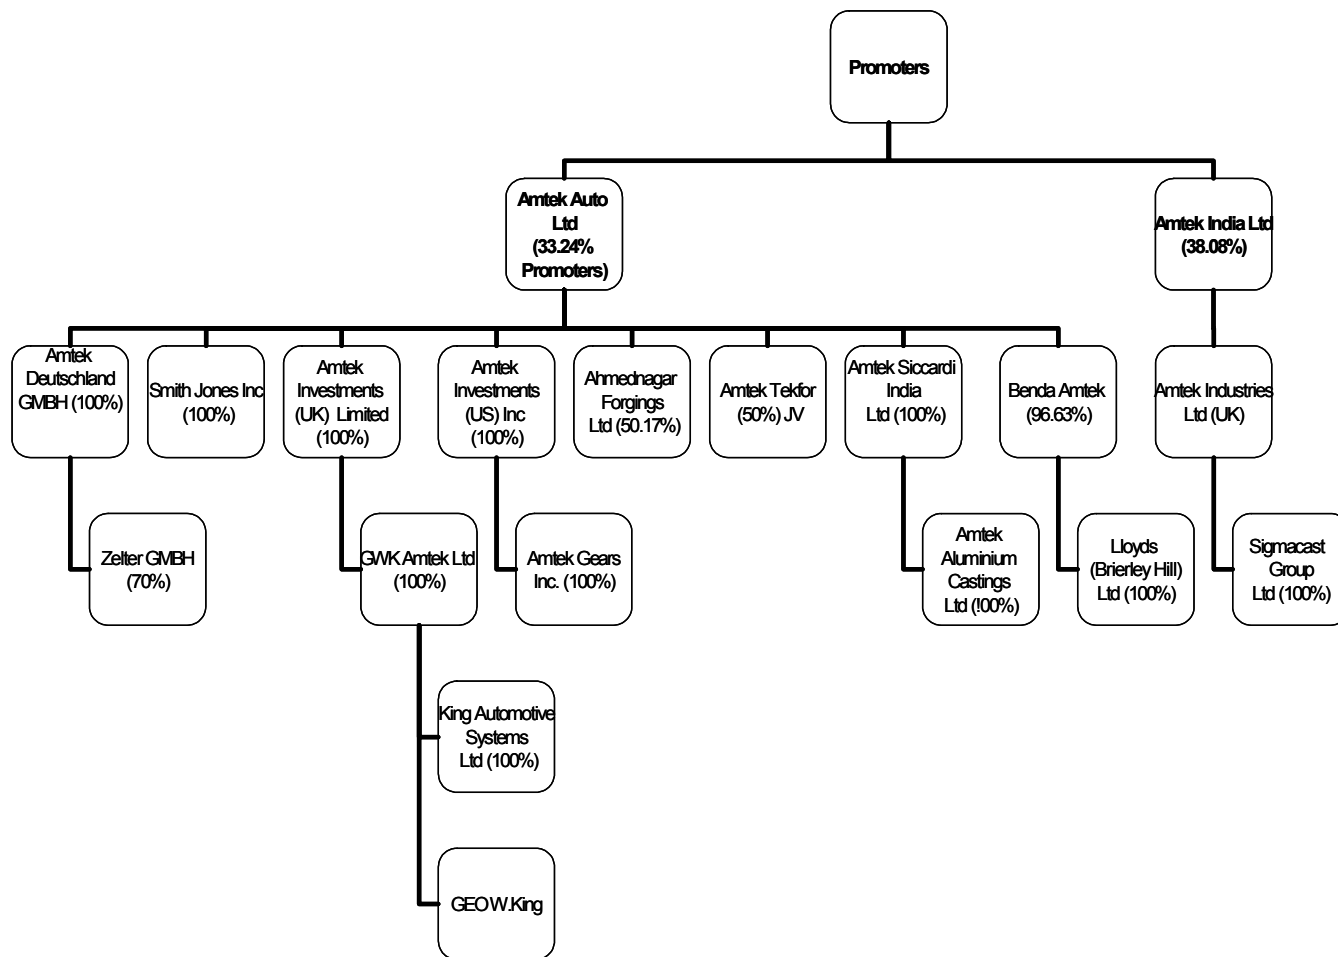 Promoters
Amtek Auto
Ltd
(33.24%
Promoters)
Amtek India Ltd
(38.08%)
Amtek
Deutschland
GMBH (100%)
Smith Jones Inc
(100%)
Amtek
Investments
(UK) Limited
(100%)
Amtek
Investments
(US) Inc
(100%)
Ahmednagar
Forgings
Ltd (50.17%)
Amtek Tekfor
(50%) JV
Amtek Siccardi
India
Ltd (100%)
Benda Amtek
(96.63%)
Amtek Industries
Ltd (UK)
Zelter GMBH
(70%)
GWK Amtek Ltd
(100%)
Amtek Gears
Inc. (100%)
Amtek
Aluminium
Castings
Ltd (!00%)
Lloyds
(Brierley Hill)
Ltd (100%)
Sigmacast
Group
Ltd (100%)
King Automotive
Systems
Ltd (100%)
GEO W.King